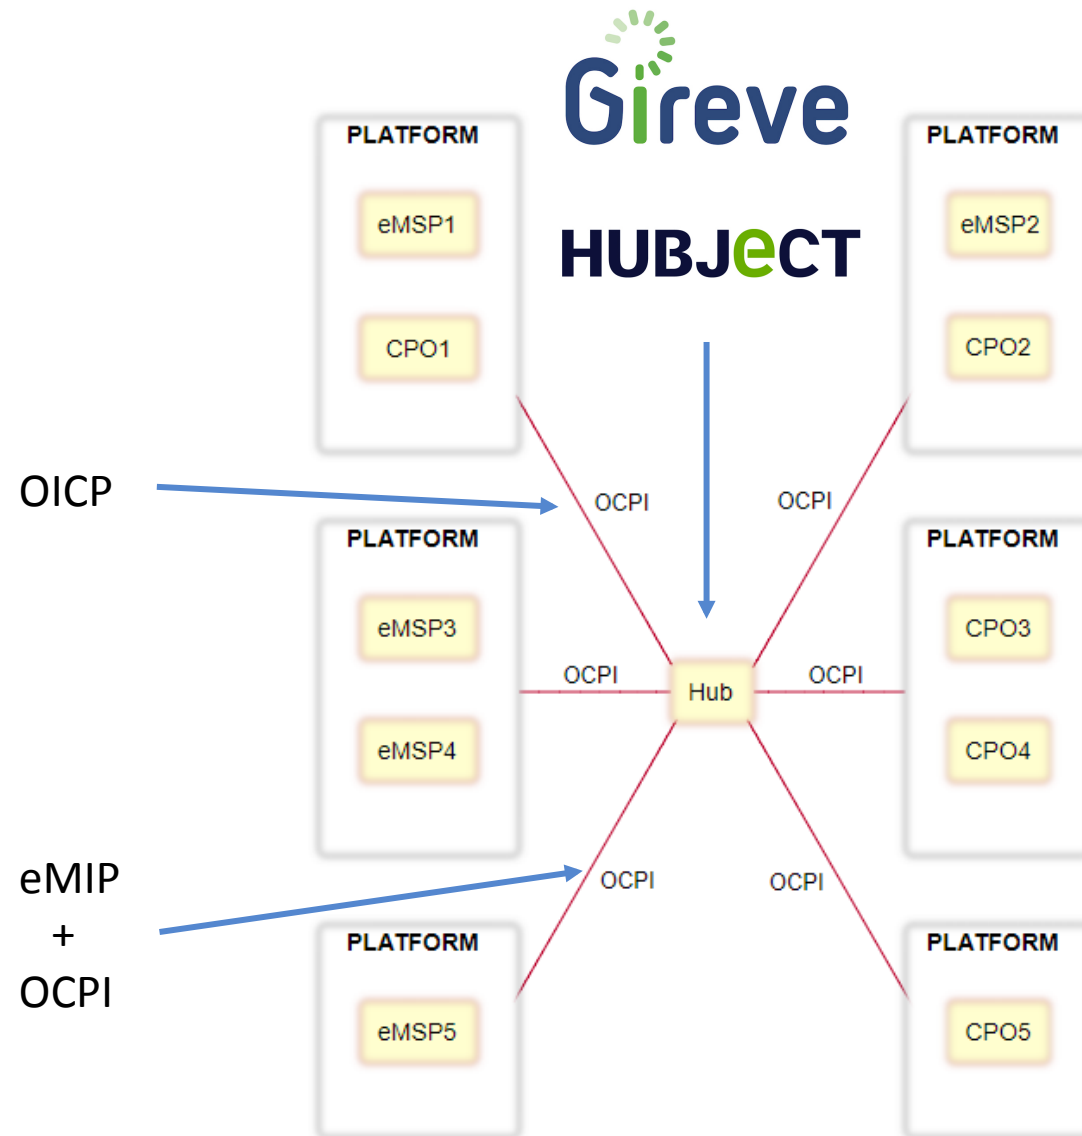 Gireve
HUBJeCT
PLATFORM
eMSP1
CPO1
PLATFORM
eMSP2
CPO2
OICP
OCPI
OCPI
PLATFORM
eMSP3
eMSP4
OCPI
Hub
OCPI
PLATFORM
CPO3
CPO4
eMIP
+
OCPI
OCPI
OCPI
PLATFORM
eMSP5
PLATFORM
CPO5